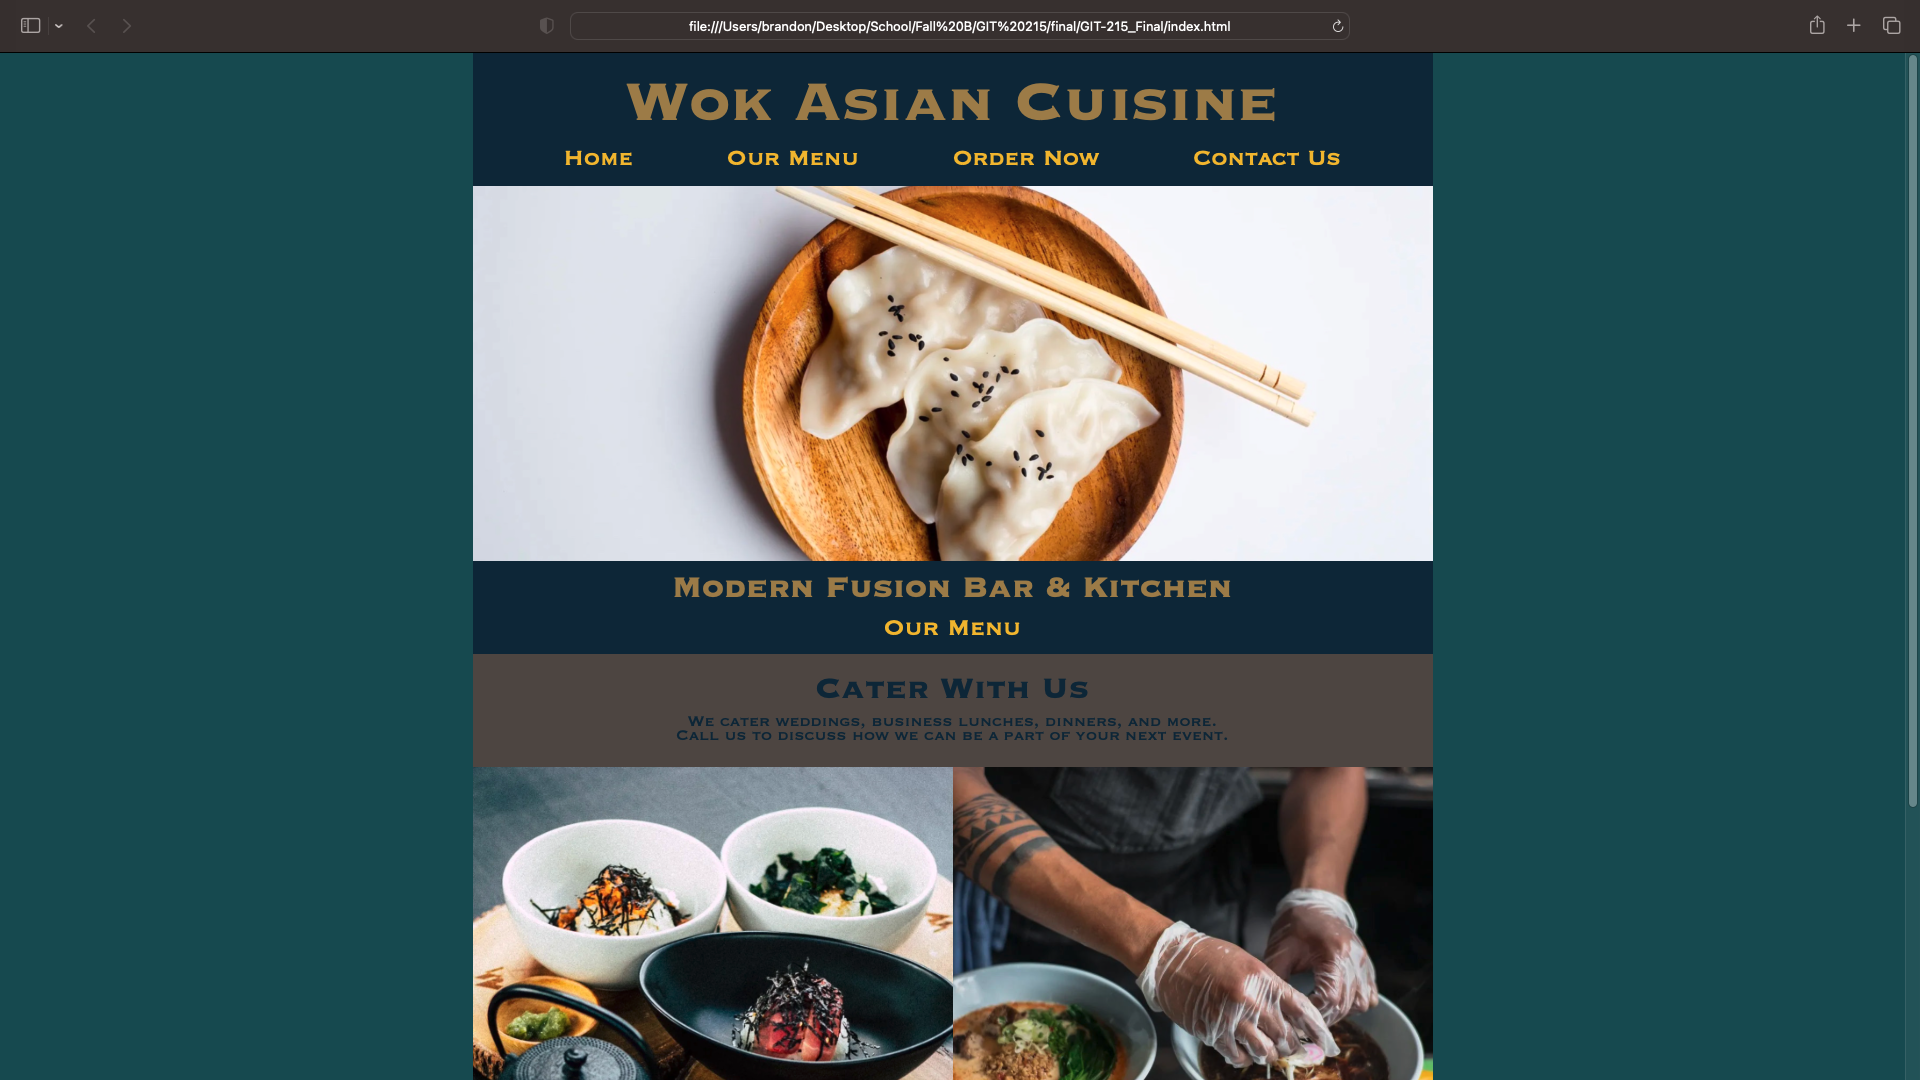 file:///Users/brandon/Desktop/School/Fall%20B/GIT%20215/final/GIT-215_Final/index.html
Wok Asian Cuisine
Home Our Menu Order Now Contact Us
Modern Fusion Bar & Kitchen
Our Menu
Cater With Us
We cater weddings, business lunches, dinners, and more.
Call us to discuss how we can be a part of your next event.